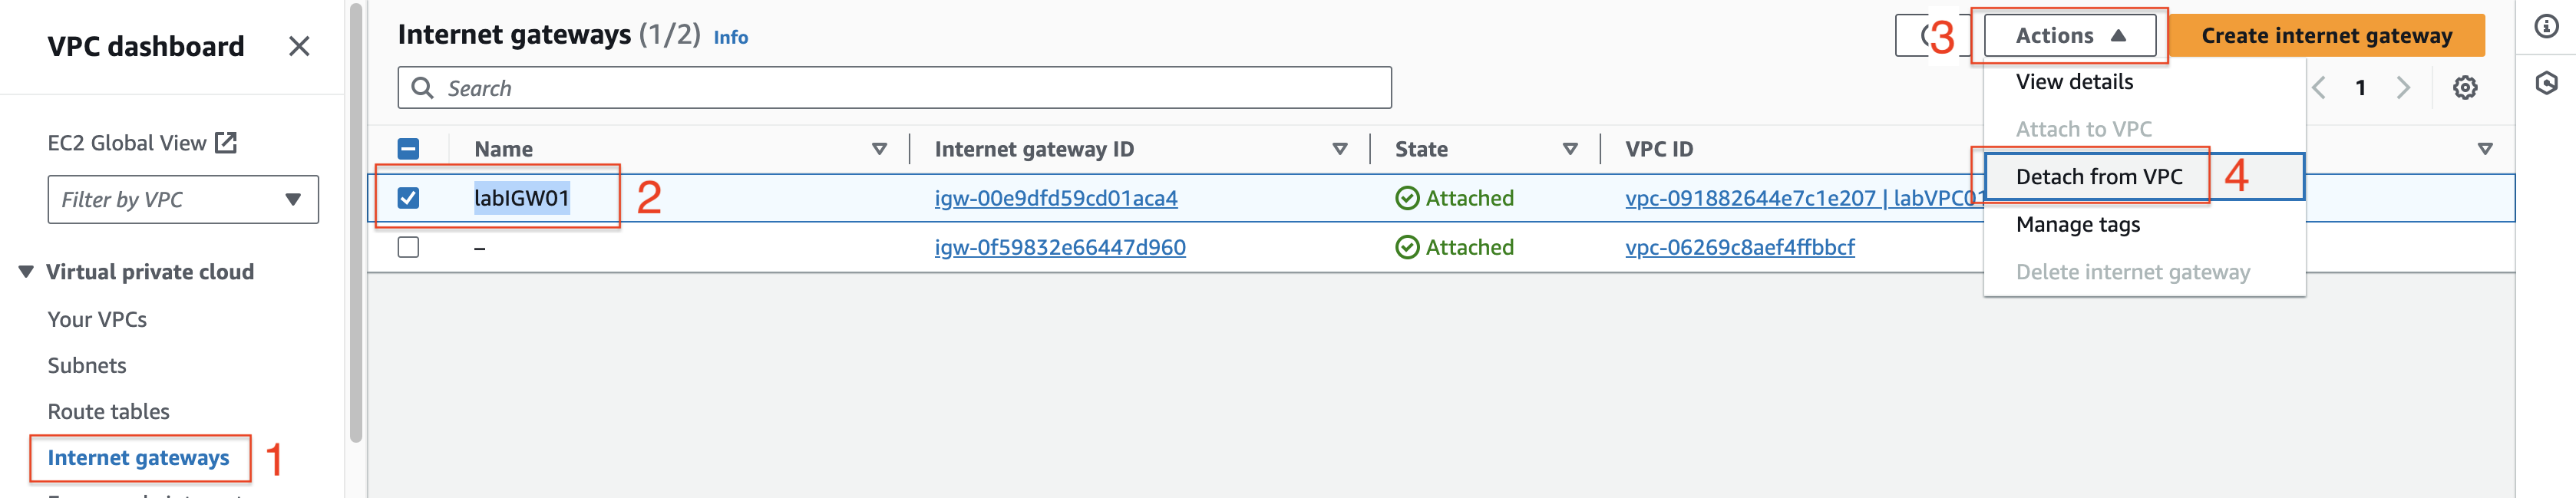 VPC dashboard
EC2 Global View
Filter by VPC
Virtual private cloud
Your VPCs
Subnets
Route tables
Internet gateways 1
Internet gateways (1/2) Info
3 Actions Create internet gateway
Search
1
Name Internet gateway ID State VPC ID
labIGW01 2 igw-00e9dfd59cd01aca4 Attached vpc-091882644e7c1e207 | labVPC01
– igw-0f59832e66447d960 Attached vpc-06269c8aef4ffbbcf
View details
Attach to VPC
Detach from VPC 4
Manage tags
Delete internet gateway